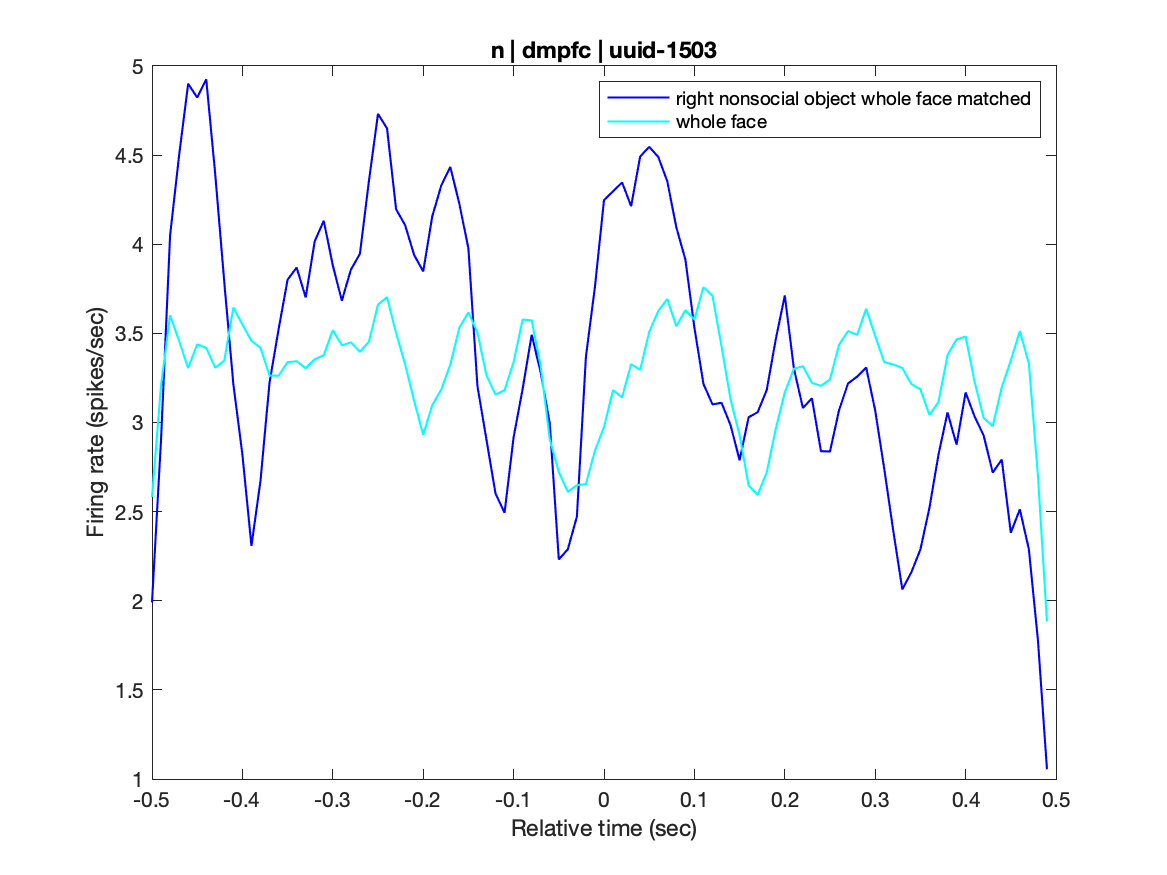 n | dmpfc | uuid-1503
right nonsocial object whole face matched
whole face
5
4.5
4
3.5
3
2.5
2
1.5
1
Firing rate (spikes/sec)
-0.5 -0.4 -0.3 -0.2 -0.1 0 0.1 0.2 0.3 0.4 0.5
Relative time (sec)